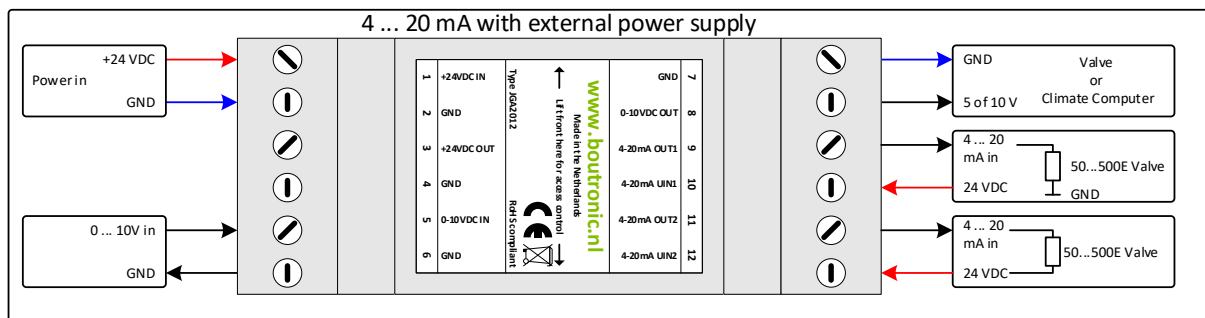 4 ... 20 mA with external power supply
+24 VDC
Power in
GND
0 ... 10V in
GND
1 +24VDC IN
2 GND
3 +24VDC OUT
4 GND
5 0-10VDC IN
6 GND
Type JGA2012
RoHS compliant
Lift front here for access control
CE
Made in the Netherlands
www.boutronic.nl
GND 7
0-10VDC OUT 8
4-20mA OUT1 9
4-20mA UIN1 10
4-20mA OUT2 11
4-20mA UIN2 12
GND
5 of 10 V
Valve
or
Climate Computer
4 ... 20
mA in
24 VDC
50...500E Valve
GND
4 ... 20
mA in
24 VDC
50...500E Valve